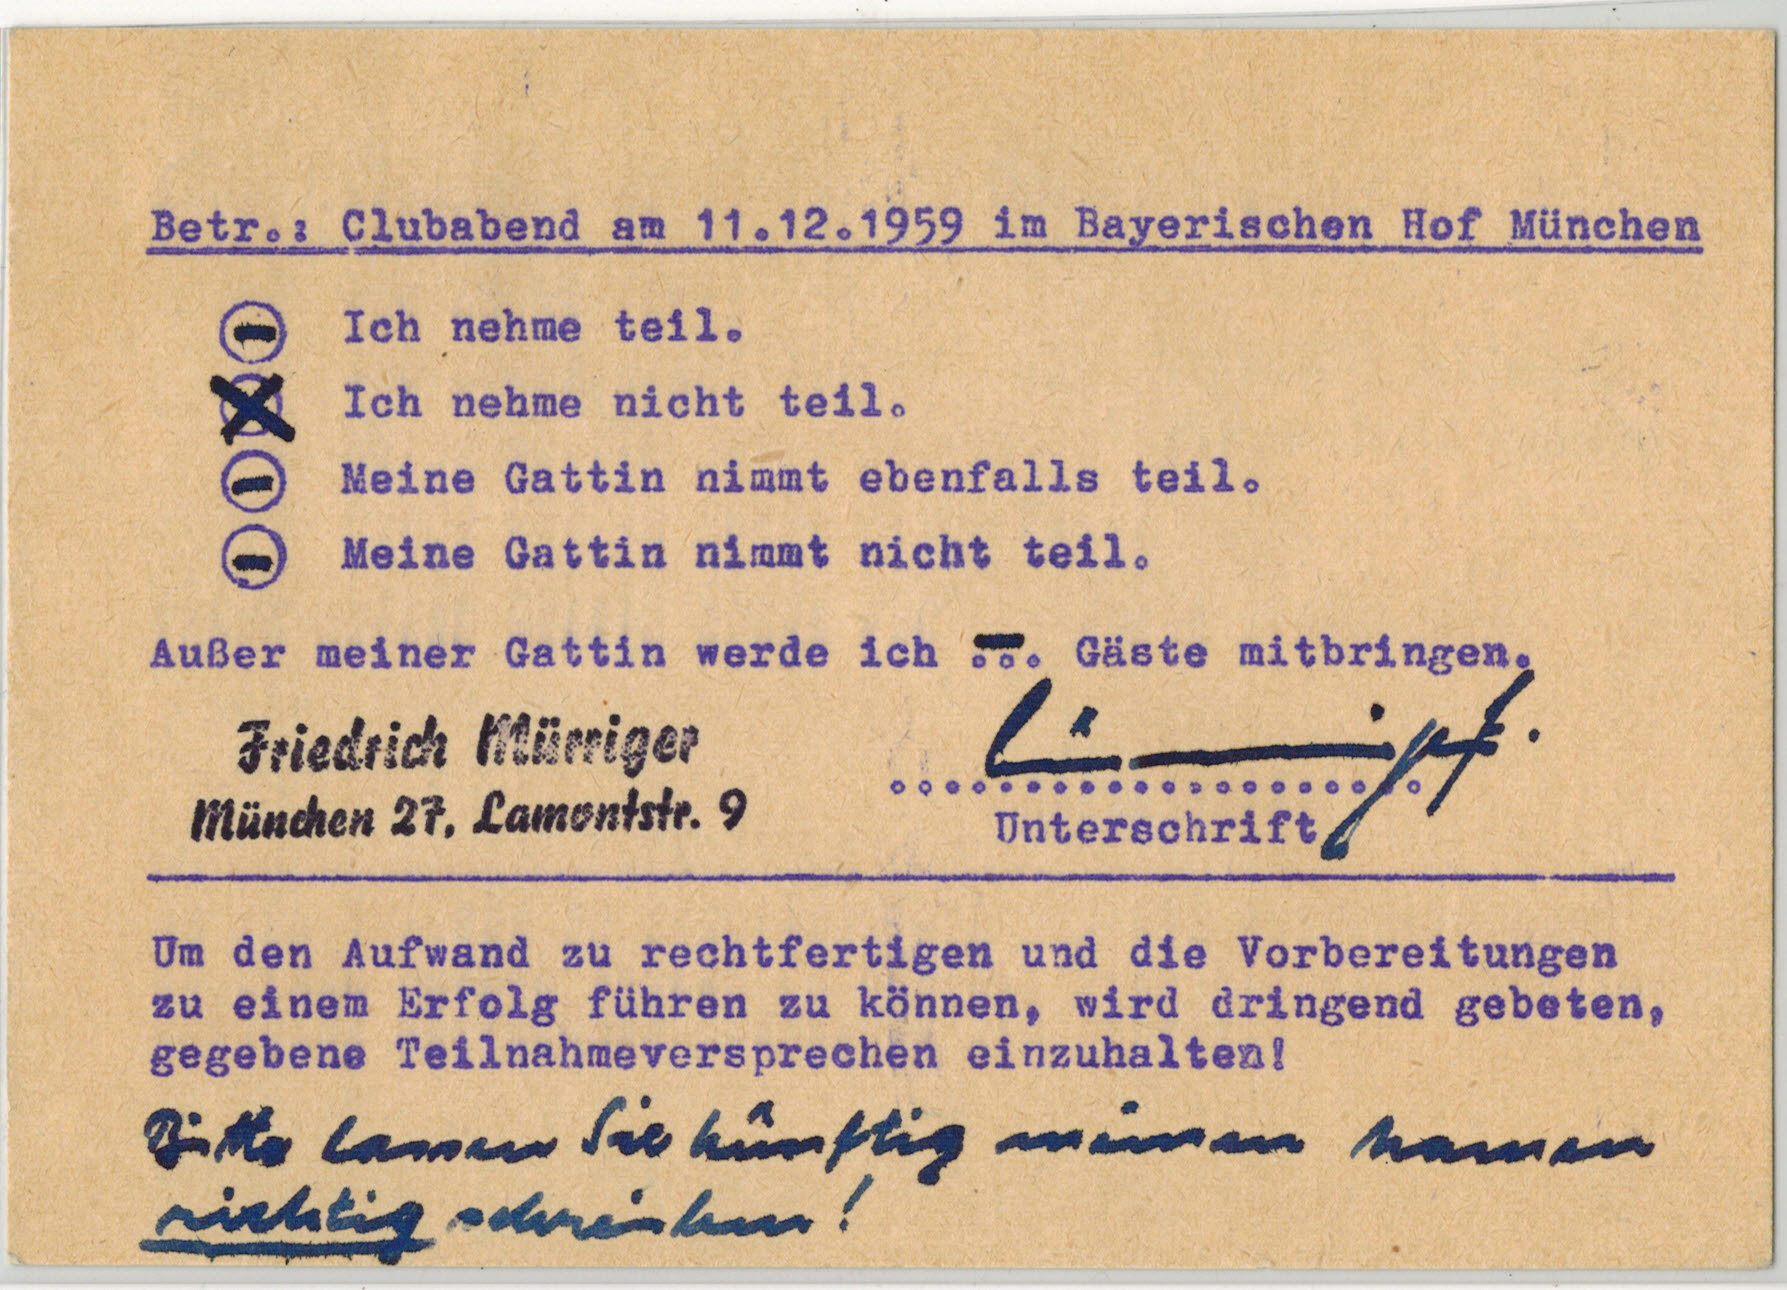 Betr.: Clubabend am 11.12.1959 im Bayerischen Hof München
Ich nehme teil.
Ich nehme nicht teil.
Meine Gattin nimmt ebenfalls teil.
Meine Gattin nimmt nicht teil.
Außer meiner Gattin werde ich ... Gäste mitbringen.
Friedrich Mürriger
München 27, Lamontstr. 9
Unterschrift
Um den Aufwand zu rechtfertigen und die Vorbereitungen
zu einem Erfolg führen zu können, wird dringend gebeten,
gegebene Teilnahmeversprechen einzuhalten!
Bitte lassen Sie künftig meinen Namen
richtig schreiben!